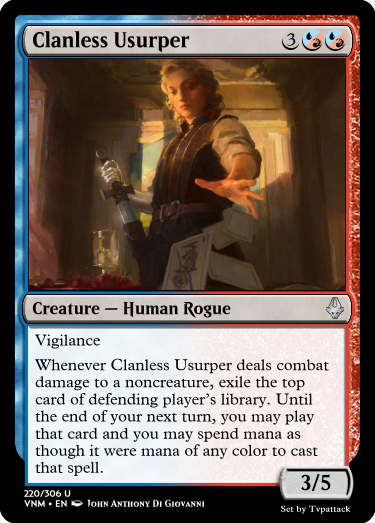 Clanless Usurper 3
Creature — Human Rogue
Vigilance
Whenever Clanless Usurper deals combat
damage to a noncreature, exile the top
card of defending player's library. Until
the end of your next turn, you may play
that card and you may spend mana as
though it were mana of any color to cast
that spell.
3/5
220/306 U
VNM • EN John Anthony Di Giovanni
Set by Tvpattack